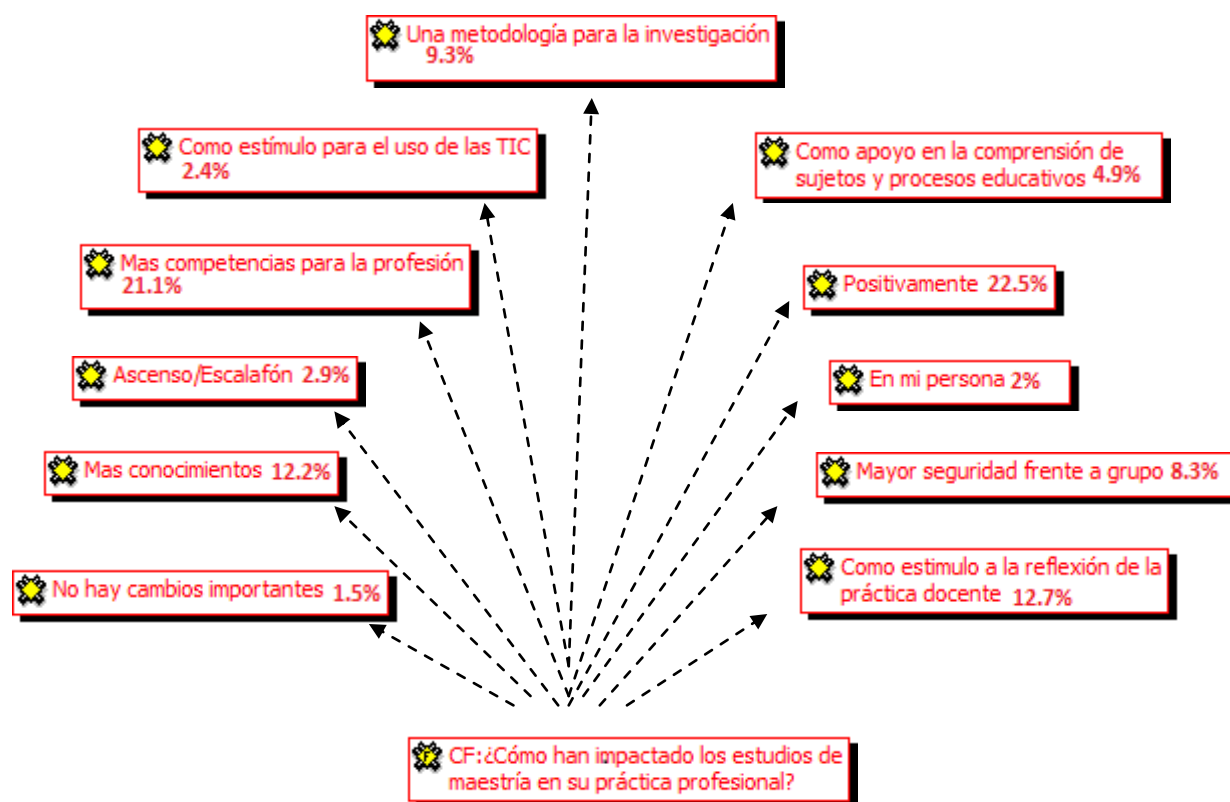 Una metodología para la investigación
9.3%
Como estímulo para el uso de las TIC
2.4%
Como apoyo en la comprensión de
sujetos y procesos educativos 4.9%
Mas competencias para la profesión
21.1%
Positivamente 22.5%
Ascenso/Escalafón 2.9%
En mi persona 2%
Mas conocimientos 12.2%
Mayor seguridad frente a grupo 8.3%
No hay cambios importantes 1.5%
Como estimulo a la reflexión de la
práctica docente 12.7%
CF:¿Cómo han impactado los estudios de
maestría en su práctica profesional?